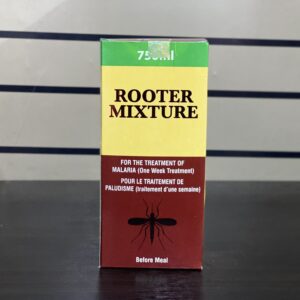 750ml
ROOTER
MIXTURE
FOR THE TREATMENT OF
MALARIA (One Week Treatment)
POUR LE TRAITEMENT DE
PALUDISME (traitement d'une semaine)
Before Meal